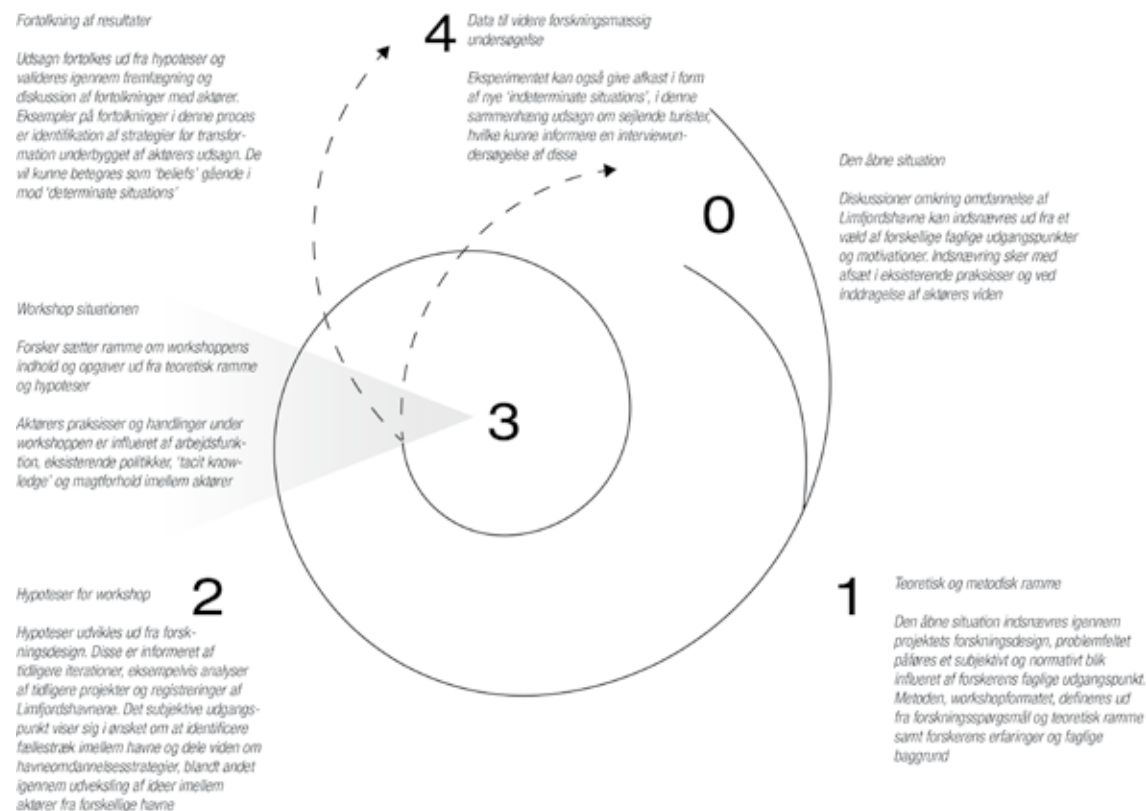 Fortolkning af resultater
Udsagn fortolkes ud fra hypoteser og
valideres igennem fremlægning og
diskussion af fortolkninger med aktører.
Eksempler på fortolkninger i denne proces
er identifikation af strategier for transfor-
mation underbygget af aktørers udsagn. De
vil kunne betegnes som ‘beliefs’ gående i
mod ‘determinate situations’
4
Data til videre forskningsmæssig
undersøgelse
Eksperimentet kan også give afkast i form
af nye ‘indeterminate situations’, i denne
sammenhæng udsagn om sejlende turister,
hvilke kunne informere en interviewun-
dersøgelse af disse
0
Den åbne situation
Diskussioner omkring omdannelse af
Limfjordshavne kan indsnævres ud fra et
væld af forskellige faglige udgangspunkter
og motivationer. Indsnævring sker med
afsæt i eksisterende praksisser og ved
inddragelse af aktørers viden
Workshop situationen
Forsker sætter ramme om workshoppens
indhold og opgaver ud fra teoretisk ramme
og hypoteser
Aktørers praksisser og handlinger under
workshoppen er influeret af arbejdsfunk-
tion, eksisterende politikker, ‘tacit know-
ledge’ og magtforhold imellem aktører
3
Hypoteser for workshop
2
Hypoteser udvikles ud fra forsk-
ningsdesign. Disse er informeret af
tidligere iterationer, eksempelvis analyser
af tidligere projekter og registreringer af
Limfjordshavnene. Det subjektive udgangs-
punkt viser sig i ønsket om at identificere
fællestræk imellem havne og dele viden om
havneomdannelsesstrategier, blandt andet
igennem udveksling af ideer imellem
aktører fra forskellige havne
1
Teoretisk og metodisk ramme
Den åbne situation indsnævres igennem
projektets forskningsdesign, problemfeltet
påføres et subjektivt og normativt blik
influeret af forskerens faglige udgangspunkt.
Metoden, workshopformatet, defineres ud
fra forskningsspørgsmål og teoretisk ramme
samt forskerens erfaringer og faglige
baggrund